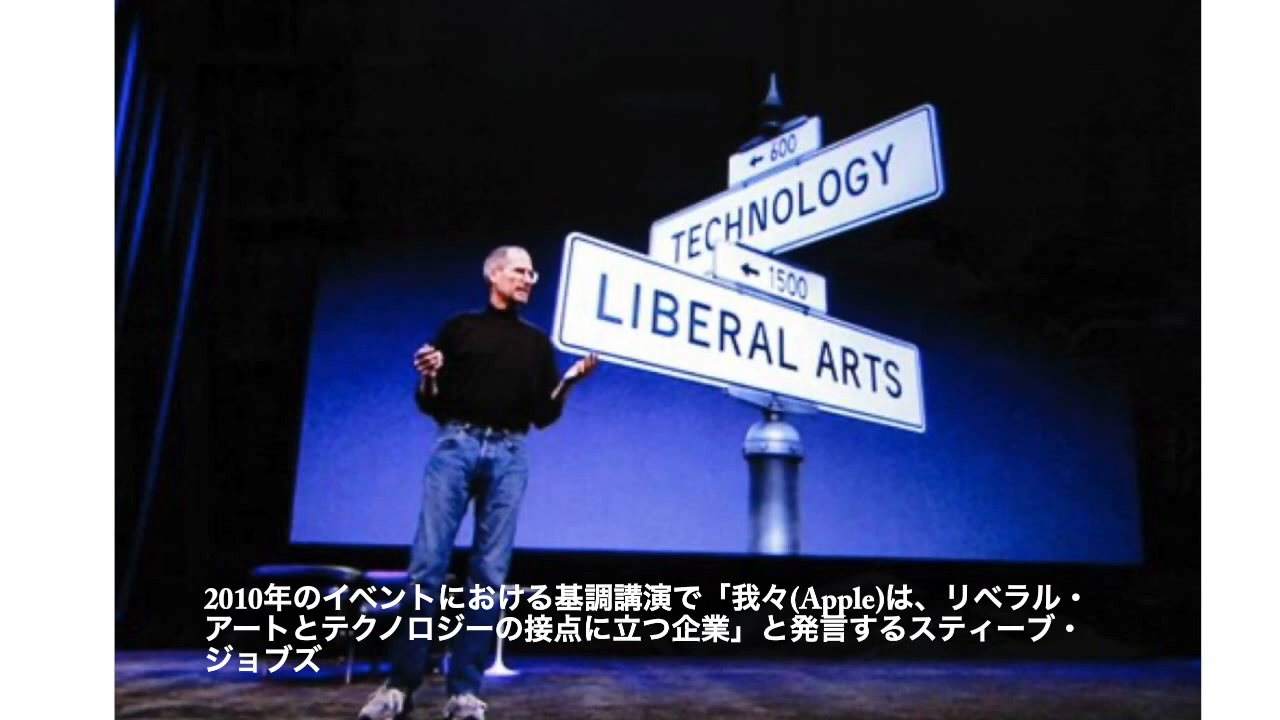 ← 600
TECHNOLOGY
← 1500
LIBERAL ARTS
2010年のイベントにおける基調講演で「我々(Apple)は、リベラル・
アートとテクノロジーの接点に立つ企業」と発言するスティーブ・
ジョブズ